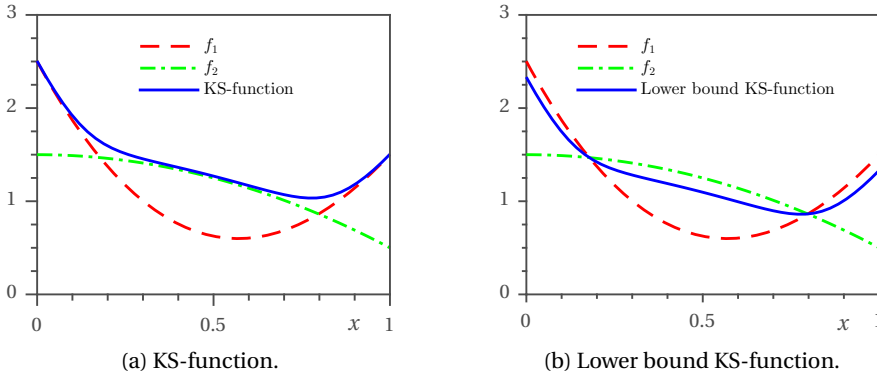 3
f₁
f₂
KS-function
2
1
0
0
0.5
x
1
(a) KS-function.
3
f₁
f₂
Lower bound KS-function
2
1
0
0
0.5
x
1
(b) Lower bound KS-function.